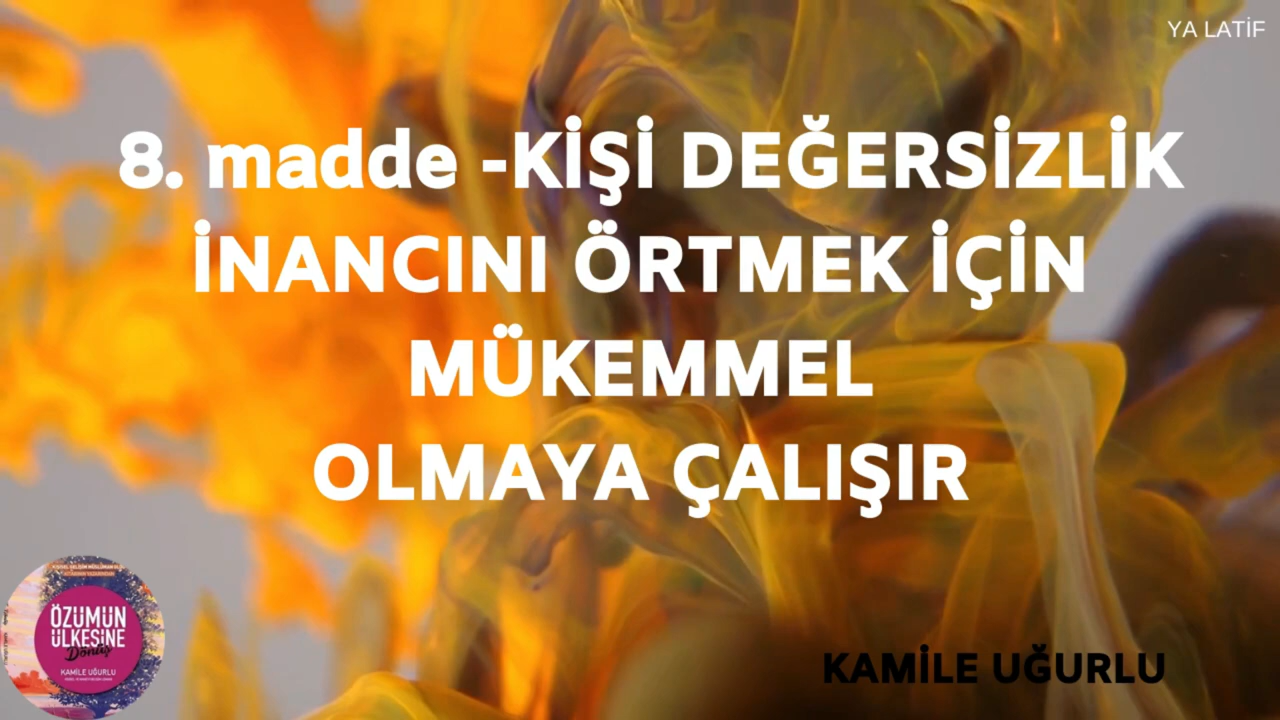 YA LATİF
8. madde -KİŞİ DEĞERSİZLİK
İNANCINI ÖRTMEK İÇİN
MÜKEMMEL
OLMAYA ÇALIŞIR
ÖZÜMÜN
ÜLKESİNE
Dönüş
KAMİLE UĞURLU
KAMİLE UĞURLU